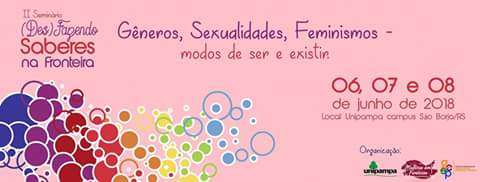 II Seminário
(Des)Fazendo
Saberes
na Fronteira
Gêneros, Sexualidades, Feminismos -
modos de ser e existir.
06, 07 e 08
de junho de 2018
Local: Unipampa campus São Borja/RS
Organização:
unipampa